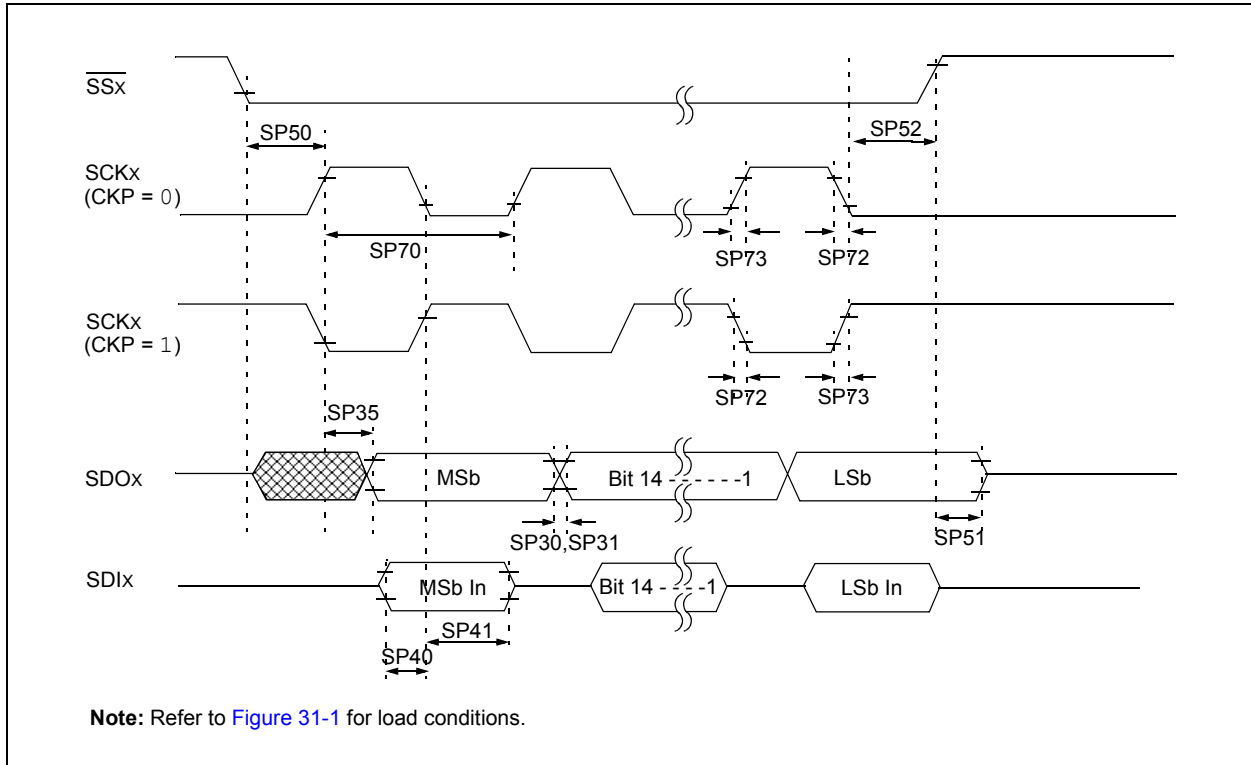 SSx
SP50
SP52
SCKx
(CKP = 0)
SP70
SP73
SP72
SCKx
(CKP = 1)
SP72
SP73
SP35
SDOx
MSb
Bit 14 - - - - - -1
LSb
SP30,SP31
SP51
SDIx
MSb In
Bit 14 - - - -1
LSb In
SP41
SP40
Note: Refer to Figure 31-1 for load conditions.